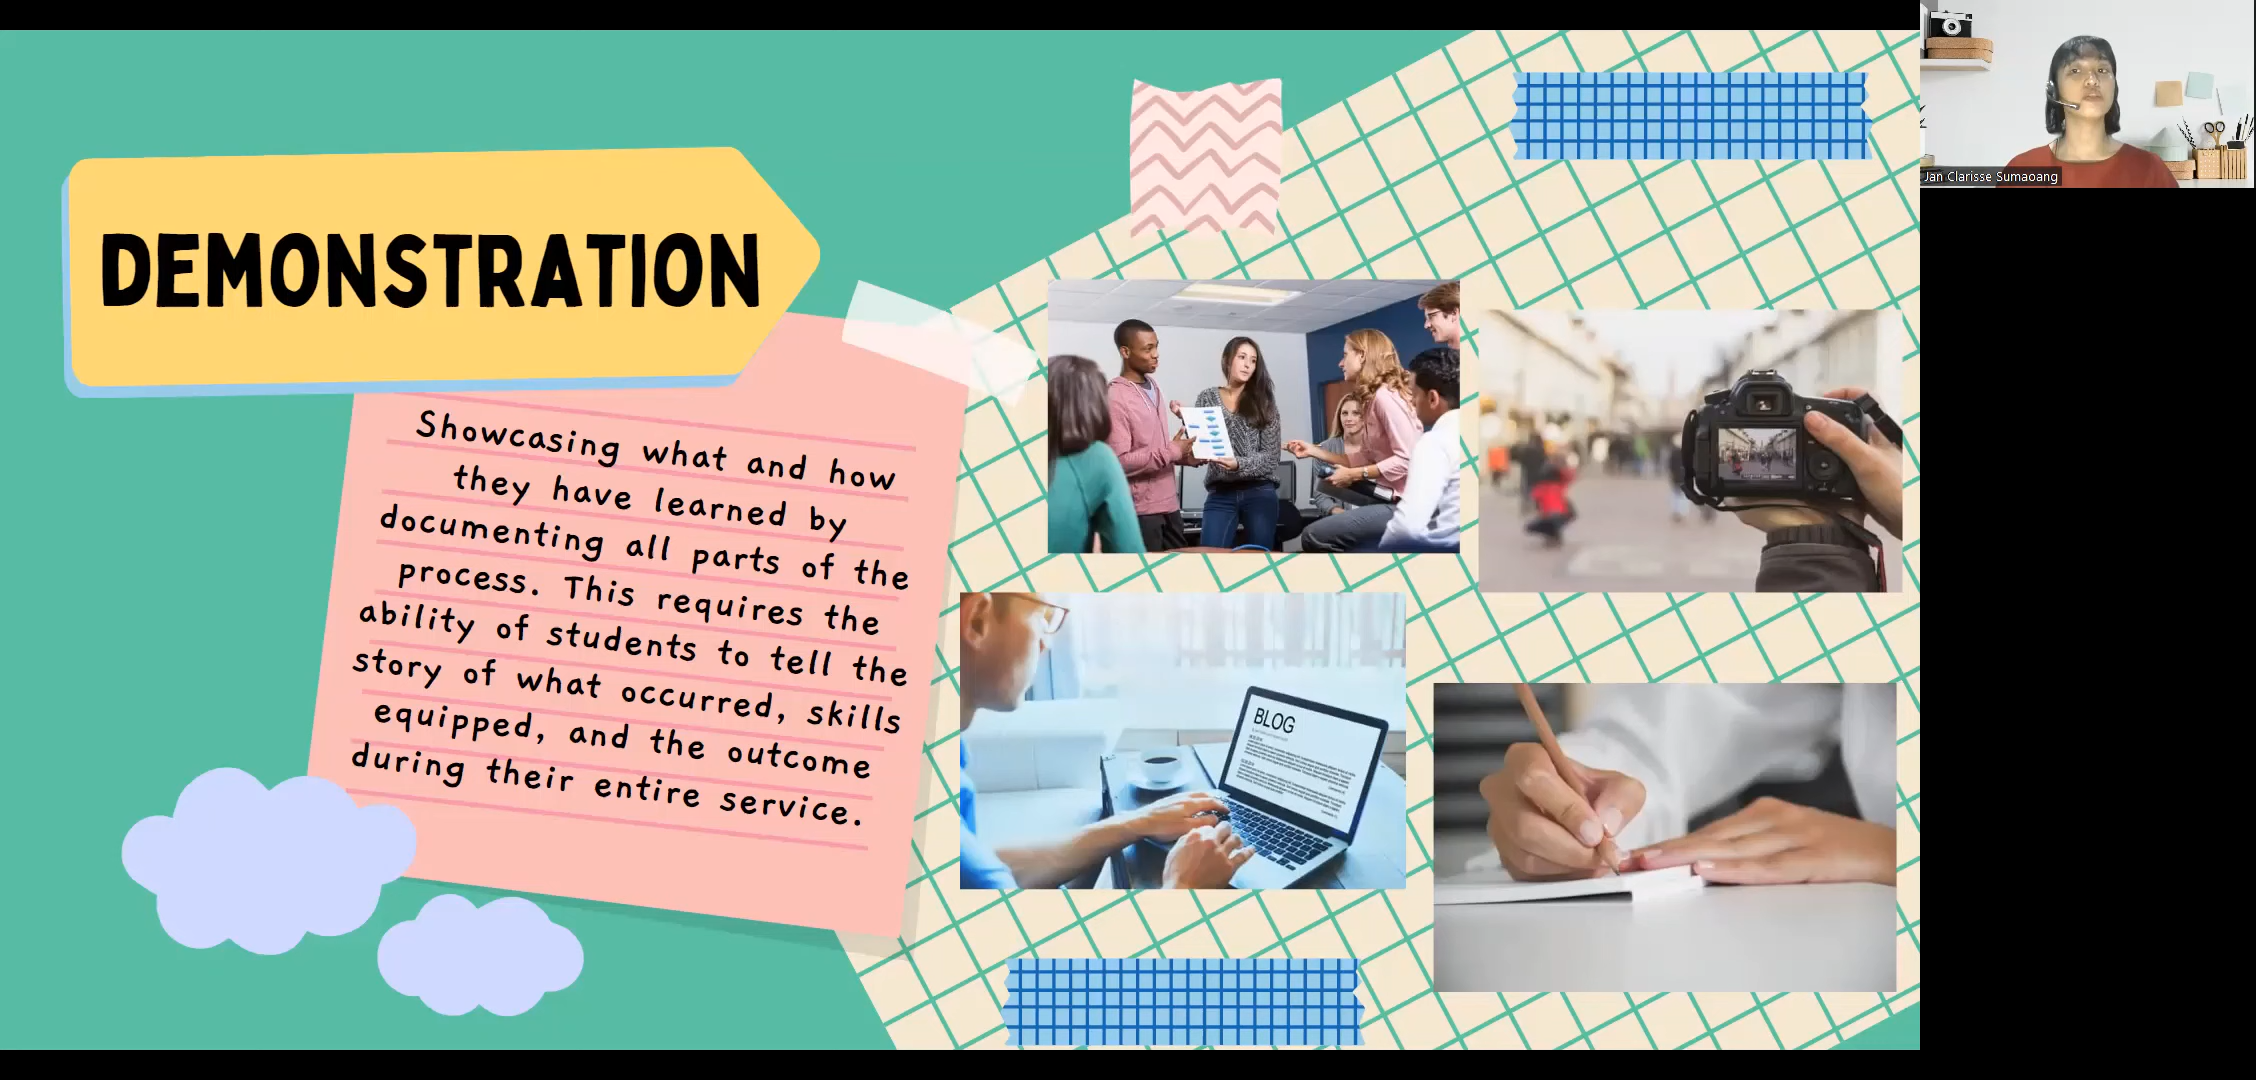 DEMONSTRATION
Showcasing what and how
they have learned by
documenting all parts of the
process. This requires the
ability of students to tell the
story of what occurred, skills
equipped, and the outcome
during their entire service.
BLOG
Jan Clarisse Sumaoang